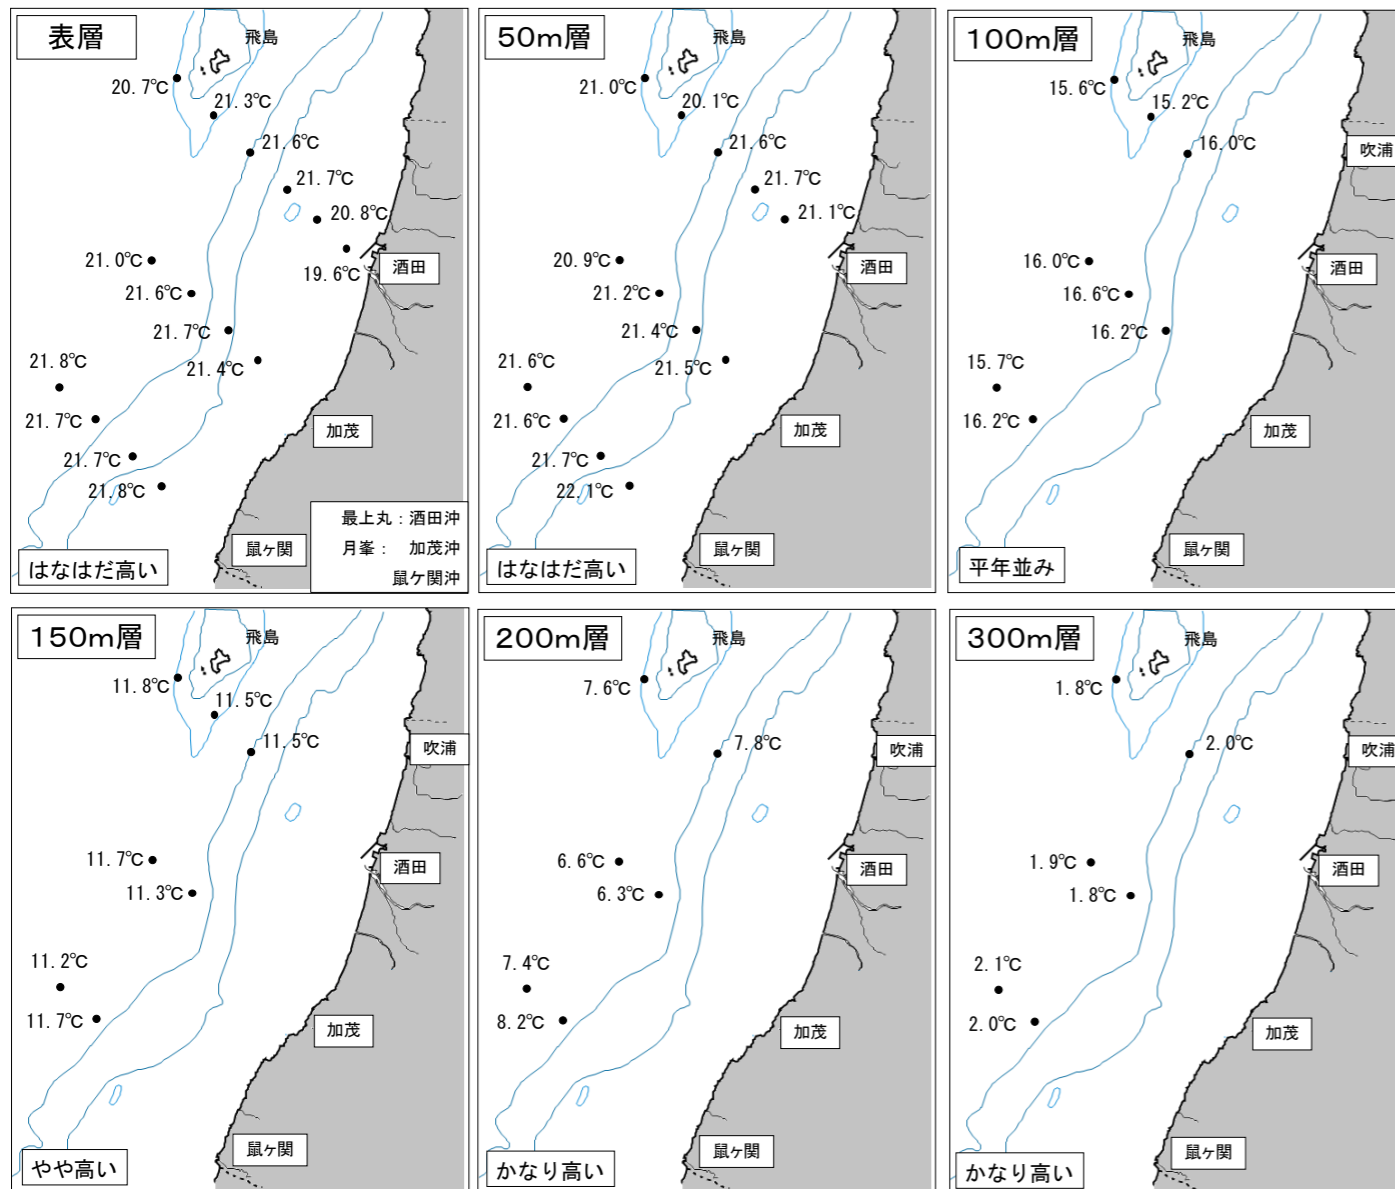 表層
飛島
20.7℃
21.3℃
21.6℃
21.7℃
20.8℃
19.6℃
酒田
21.0℃
21.6℃
21.7℃
21.4℃
21.8℃
21.7℃
21.7℃
21.8℃
加茂
鼠ヶ関
最上丸：酒田沖
月峯： 加茂沖
鼠ケ関沖
はなはだ高い
50m層
飛島
21.0℃
20.1℃
21.6℃
21.7℃
21.1℃
酒田
20.9℃
21.2℃
21.4℃
21.5℃
21.6℃
21.6℃
21.7℃
22.1℃
加茂
鼠ヶ関
はなはだ高い
100m層
飛島
15.6℃
15.2℃
16.0℃
吹浦
16.0℃
酒田
16.6℃
16.2℃
15.7℃
16.2℃
加茂
鼠ヶ関
平年並み
150m層
飛島
11.8℃
11.5℃
11.5℃
吹浦
11.7℃
酒田
11.3℃
11.2℃
11.7℃
加茂
鼠ヶ関
やや高い
200m層
飛島
7.6℃
7.8℃
吹浦
6.6℃
酒田
6.3℃
7.4℃
8.2℃
加茂
鼠ヶ関
かなり高い
300m層
飛島
1.8℃
2.0℃
吹浦
1.9℃
酒田
1.8℃
2.1℃
2.0℃
加茂
鼠ヶ関
かなり高い